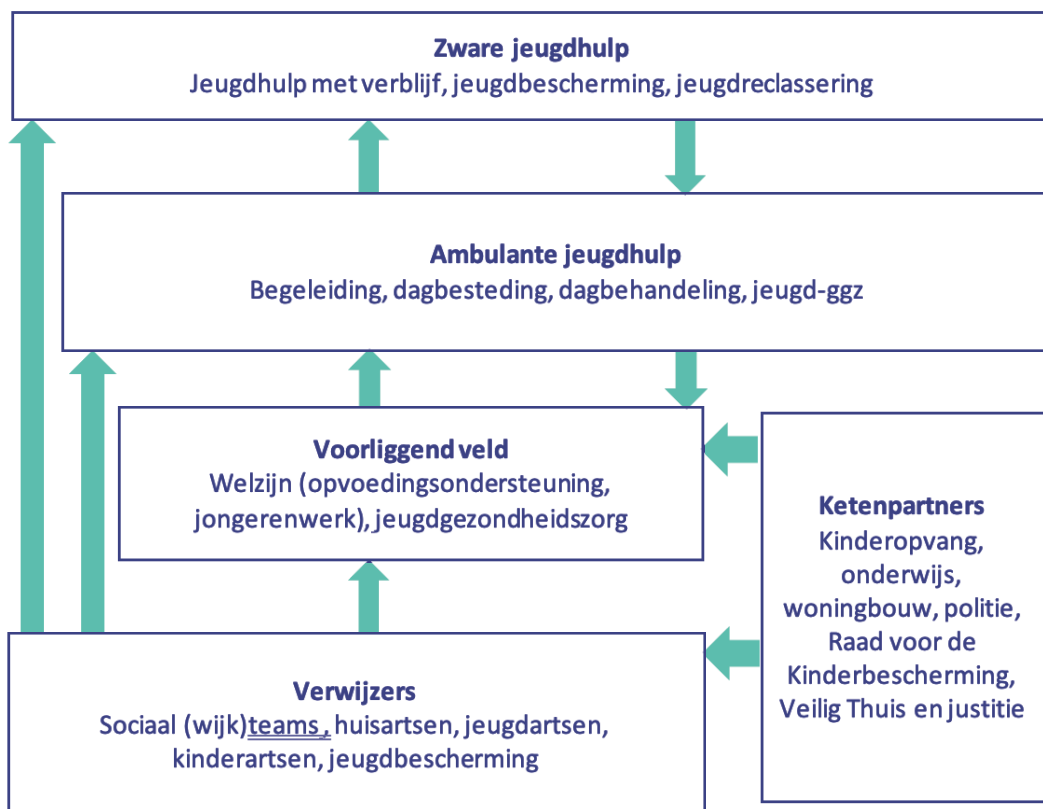 Zware jeugdhulp
Jeugdhulp met verblijf, jeugdbescherming, jeugdreclassering
Ambulante jeugdhulp
Begeleiding, dagbesteding, dagbehandeling, jeugd-ggz
Voorliggend veld
Welzijn (opvoedingsondersteuning,
jongerenwerk), jeugdgezondheidszorg
Ketenpartners
Kinderopvang,
onderwijs,
woningbouw, politie,
Raad voor de
Kinderbescherming,
Veilig Thuis en justitie
Verwijzers
Sociaal (wijk)teams , huisartsen, jeugdartsen,
kinderartsen, jeugdbescherming